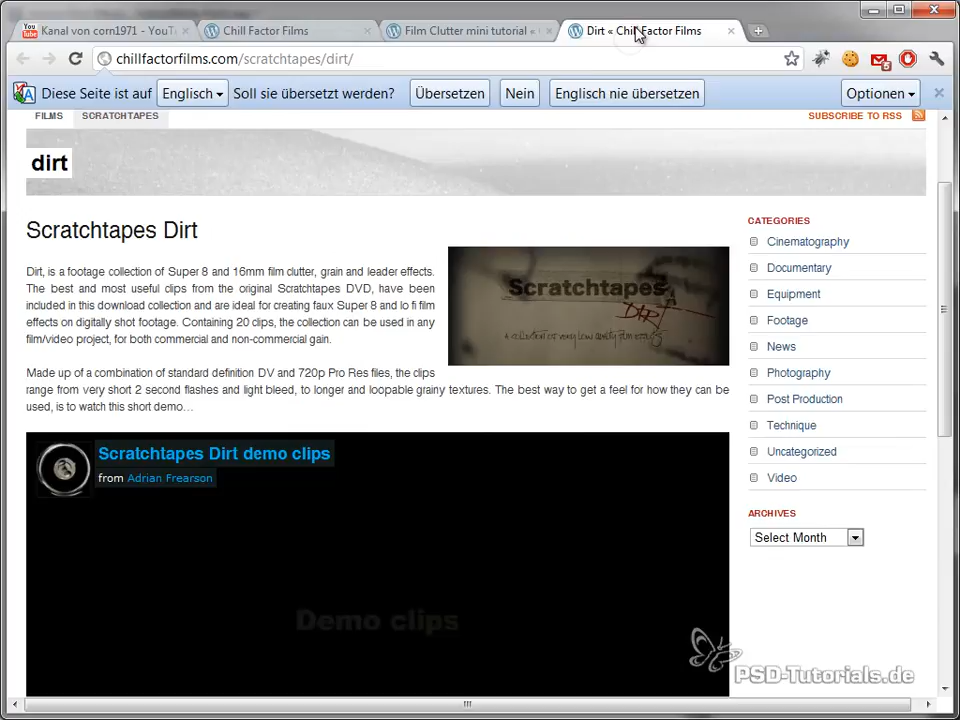 Kanal von corn1971 - YouT
Chill Factor Films
Film Clutter mini tutorial «
Dirt « Chill Factor Films
chillfactorfilms.com/scratchtapes/dirt/
Diese Seite ist auf Englisch Soll sie übersetzt werden? Übersetzen Nein Englisch nie übersetzen Optionen
FILMS SCRATCHTAPES SUBSCRIBE TO RSS
dirt
Scratchtapes Dirt
Dirt, is a footage collection of Super 8 and 16mm film clutter, grain and leader effects.
The best and most useful clips from the original Scratchtapes DVD, have been
included in this download collection and are ideal for creating faux Super 8 and lo fi film
effects on digitally shot footage. Containing 20 clips, the collection can be used in any
film/video project, for both commercial and non-commercial gain.
Scratchtapes
DIRT
Made up of a combination of standard definition DV and 720p Pro Res files, the clips
range from very short 2 second flashes and light bleed, to longer and loopable grainy textures. The best way to get a feel for how they can be
used, is to watch this short demo…
Scratchtapes Dirt demo clips
from Adrian Frearson
Demo clips
CATEGORIES
Cinematography
Documentary
Equipment
Footage
News
Photography
Post Production
Technique
Uncategorized
Video
ARCHIVES
Select Month
PSD-Tutorials.de